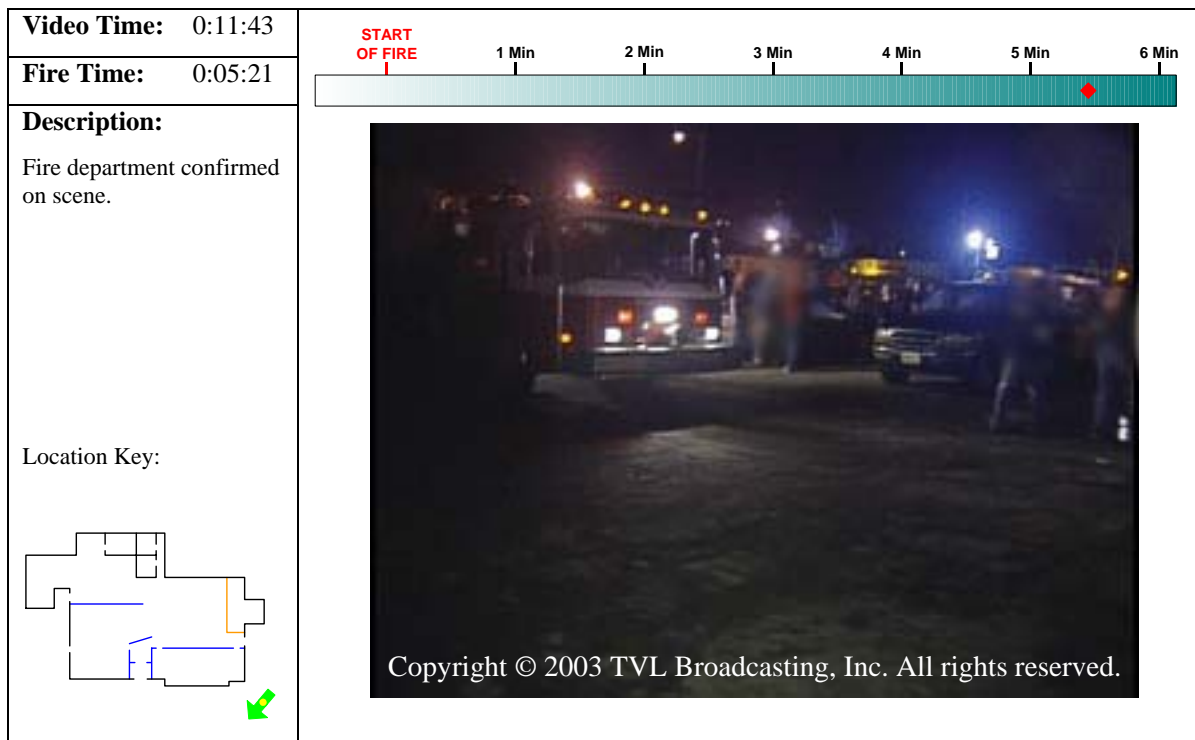 Video Time: 0:11:43
START
OF FIRE
1 Min
2 Min
3 Min
4 Min
5 Min
6 Min
Fire Time: 0:05:21
Description:
Fire department confirmed
on scene.
Location Key:
Copyright © 2003 TVL Broadcasting, Inc. All rights reserved.